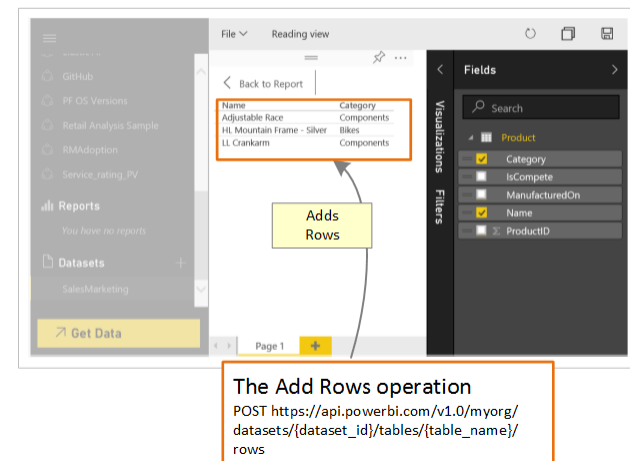 File
Reading view
GitHub
PF OS Versions
Retail Analysis Sample
RMAdoption
Service_rating_PV
Reports
You have no reports
Datasets
SalesMarketing
Get Data
Back to Report
Name Category
Adjustable Race Components
HL Mountain Frame - Silver Bikes
LL Crankarm Components
Adds
Rows
Page 1
Visualizations
Filters
Fields
Search
Product
Category
IsCompete
ManufacturedOn
Name
Σ ProductID
The Add Rows operation
POST https://api.powerbi.com/v1.0/myorg/
datasets/{dataset_id}/tables/{table_name}/
rows